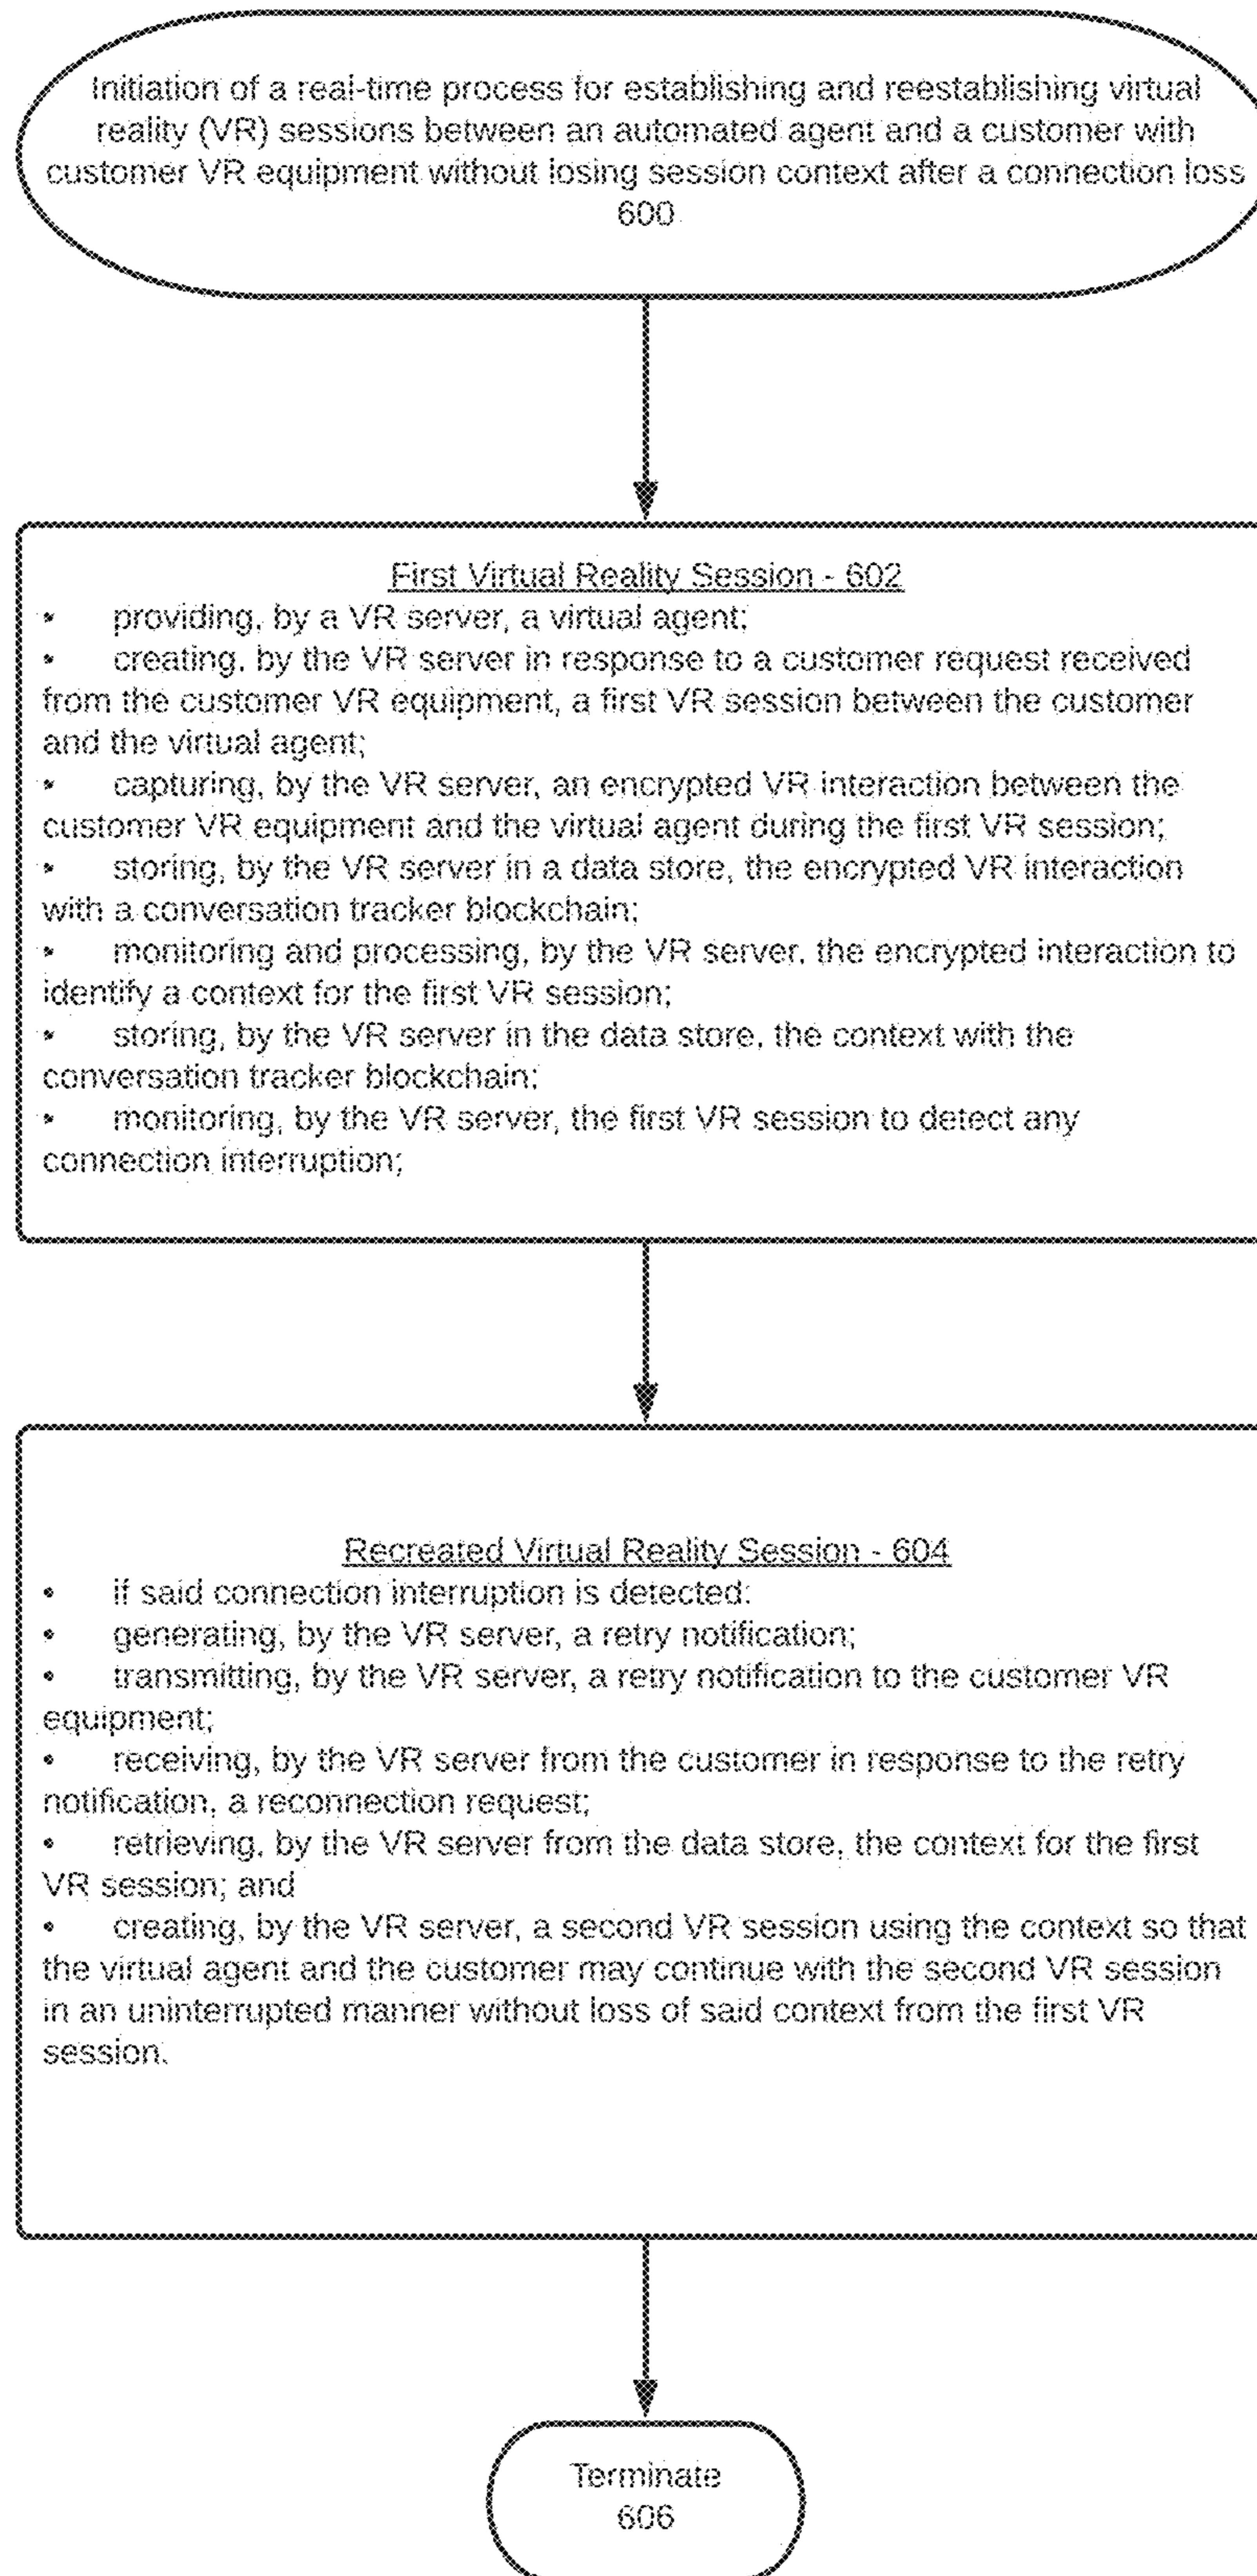 Initiation of a real-time process for establishing and reestablishing virtual
reality (VR) sessions between an automated agent and a customer with
customer VR equipment without losing session context after a connection loss
600
First Virtual Reality Session - 602
• providing, by a VR server, a virtual agent;
• creating, by the VR server in response to a customer request received
from the customer VR equipment, a first VR session between the customer
and the virtual agent;
• capturing, by the VR server, an encrypted VR interaction between the
customer VR equipment and the virtual agent during the first VR session;
• storing, by the VR server in a data store, the encrypted VR interaction
with a conversation tracker blockchain;
• monitoring and processing, by the VR server, the encrypted interaction to
identify a context for the first VR session;
• storing, by the VR server in the data store, the context with the
conversation tracker blockchain;
• monitoring, by the VR server, the first VR session to detect any
connection interruption;
Recreated Virtual Reality Session - 604
• if said connection interruption is detected:
• generating, by the VR server, a retry notification;
• transmitting, by the VR server, a retry notification to the customer VR
equipment;
• receiving, by the VR server from the customer in response to the retry
notification, a reconnection request;
• retrieving, by the VR server from the data store, the context for the first
VR session; and
• creating, by the VR server, a second VR session using the context so that
the virtual agent and the customer may continue with the second VR session
in an uninterrupted manner without loss of said context from the first VR
session.
Terminate
606